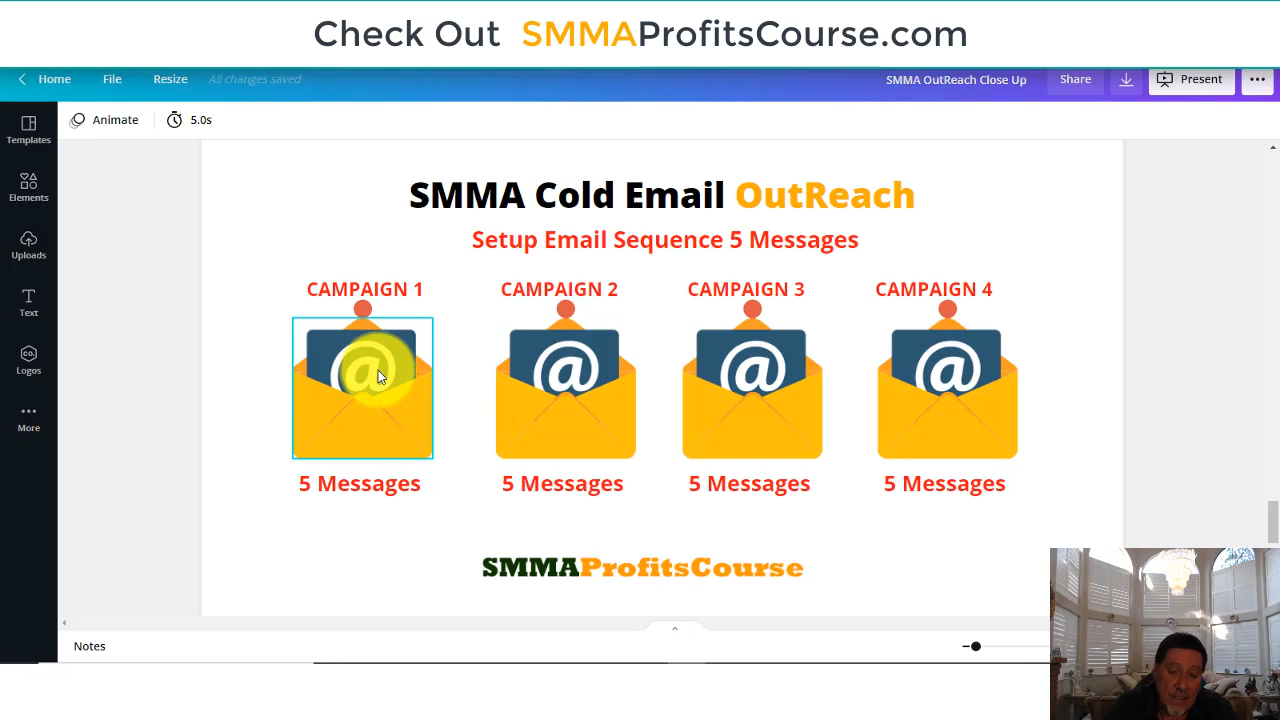 Check Out SMMAProfitsCourse.com
Home File Resize All changes saved SMMA OutReach Close Up Share Present
Animate 5.0s
Templates
Elements
Uploads
Text
CO.
Logos
More
SMMA Cold Email OutReach
Setup Email Sequence 5 Messages
CAMPAIGN 1 CAMPAIGN 2 CAMPAIGN 3 CAMPAIGN 4
@ @ @ @
5 Messages 5 Messages 5 Messages 5 Messages
SMMAProfitsCourse
Notes